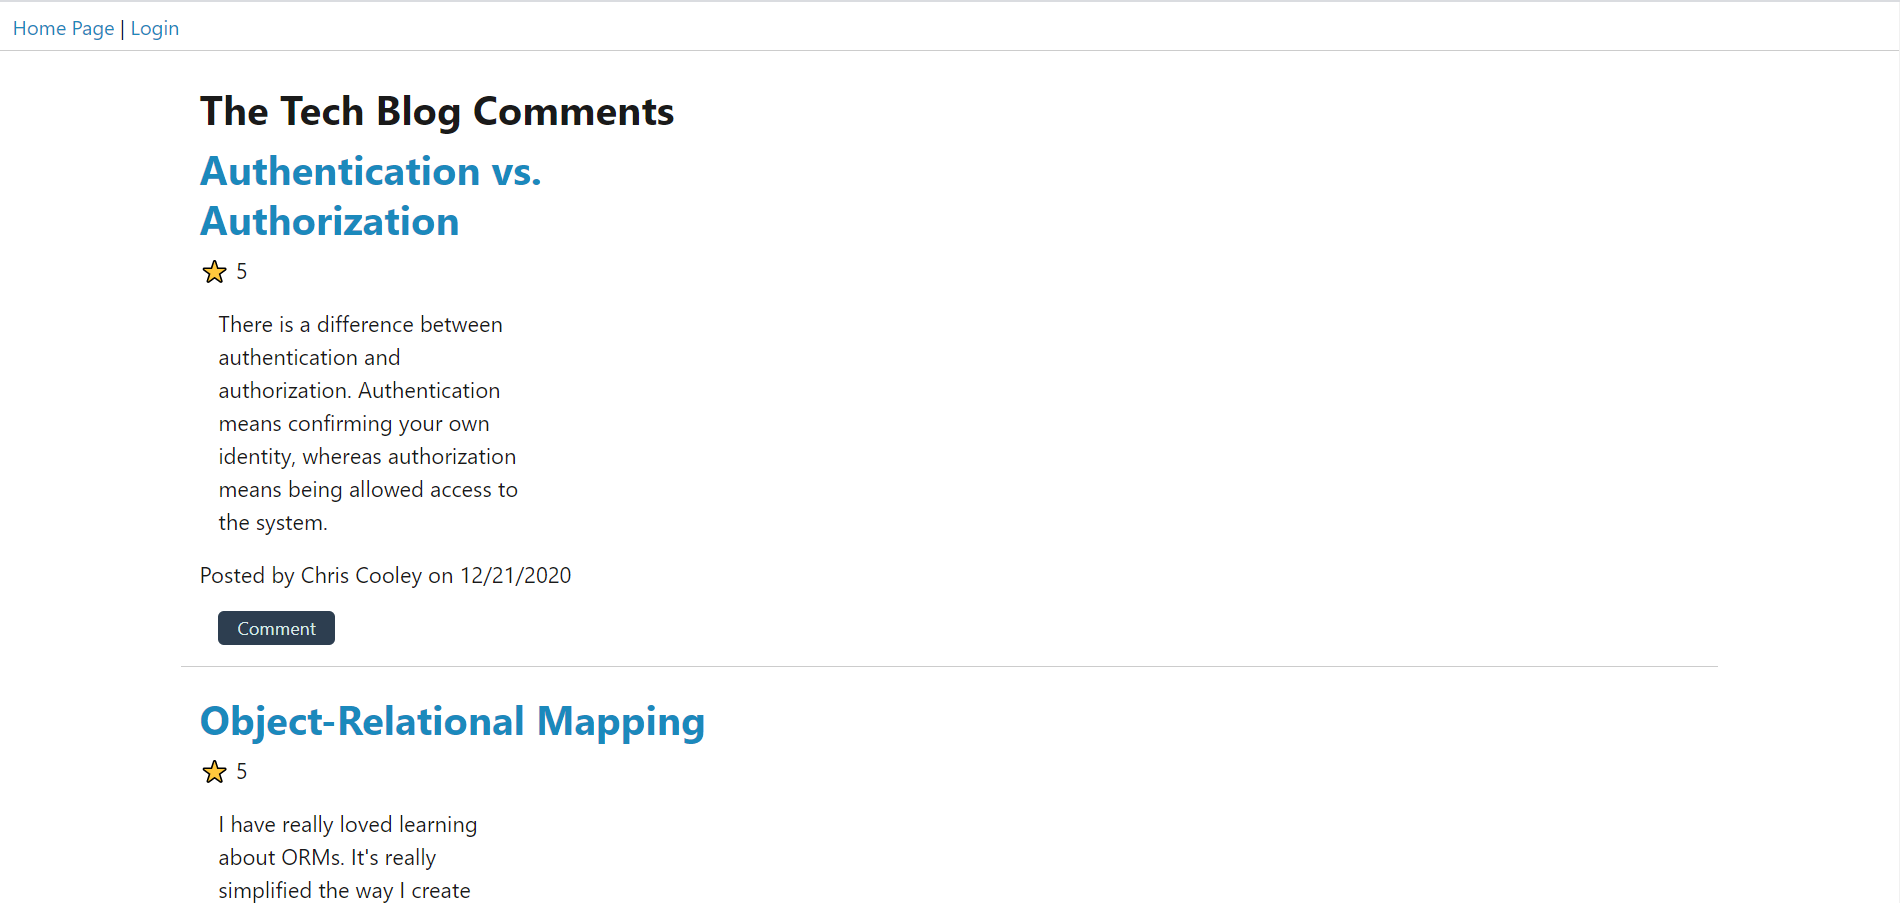 Home Page | Login
The Tech Blog Comments
Authentication vs.
Authorization
5
There is a difference between
authentication and
authorization. Authentication
means confirming your own
identity, whereas authorization
means being allowed access to
the system.
Posted by Chris Cooley on 12/21/2020
Comment
Object-Relational Mapping
5
I have really loved learning
about ORMs. It's really
simplified the way I create